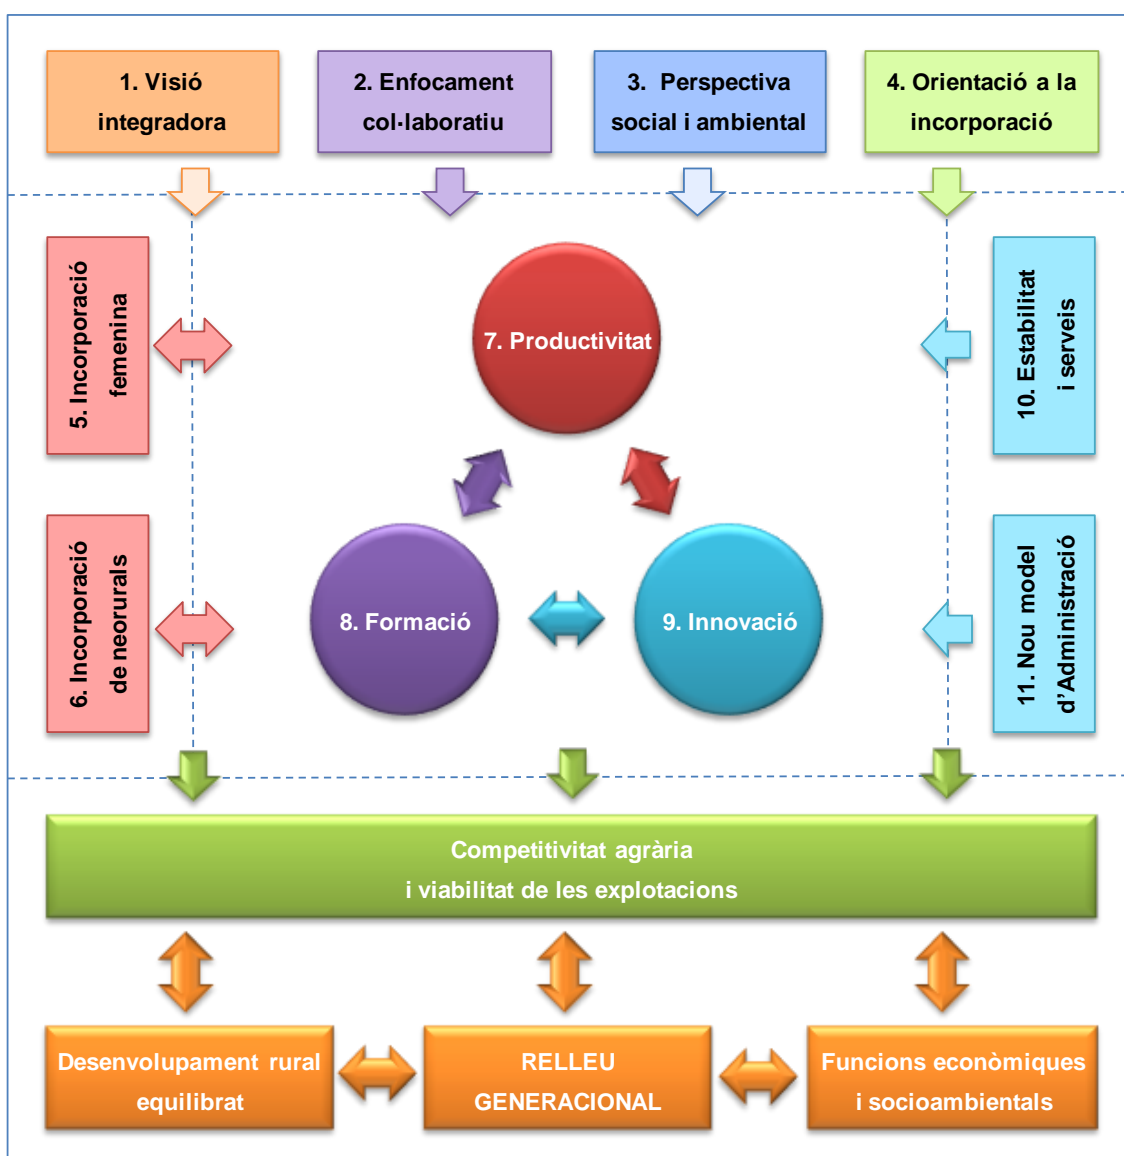 1. Visió
integradora
2. Enfocament
col·laboratiu
3. Perspectiva
social i ambiental
4. Orientació a la
incorporació
5. Incorporació
femenina
6. Incorporació
de neorurals
7. Productivitat
8. Formació
9. Innovació
10. Estabilitat
i serveis
11. Nou model
d'Administració
Competitivitat agrària
i viabilitat de les explotacions
Desenvolupament rural
equilibrat
RELLEU
GENERACIONAL
Funcions econòmiques
i socioambientals